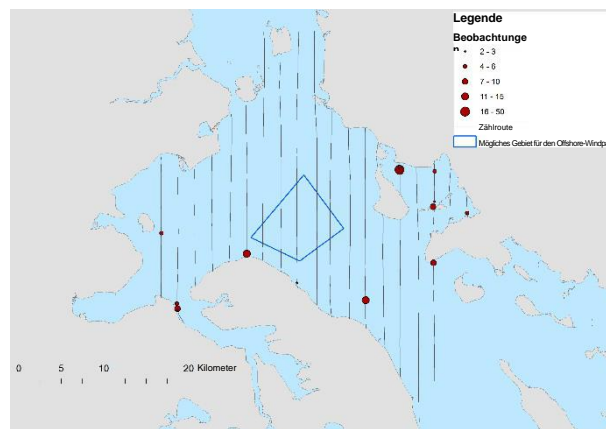 Legende
Beobachtunge
2 - 3
4 - 6
7 - 10
11 - 15
16 - 50
Zählroute
Mögliches Gebiet für den Offshore-Windp
0 5 10 20 Kilometer